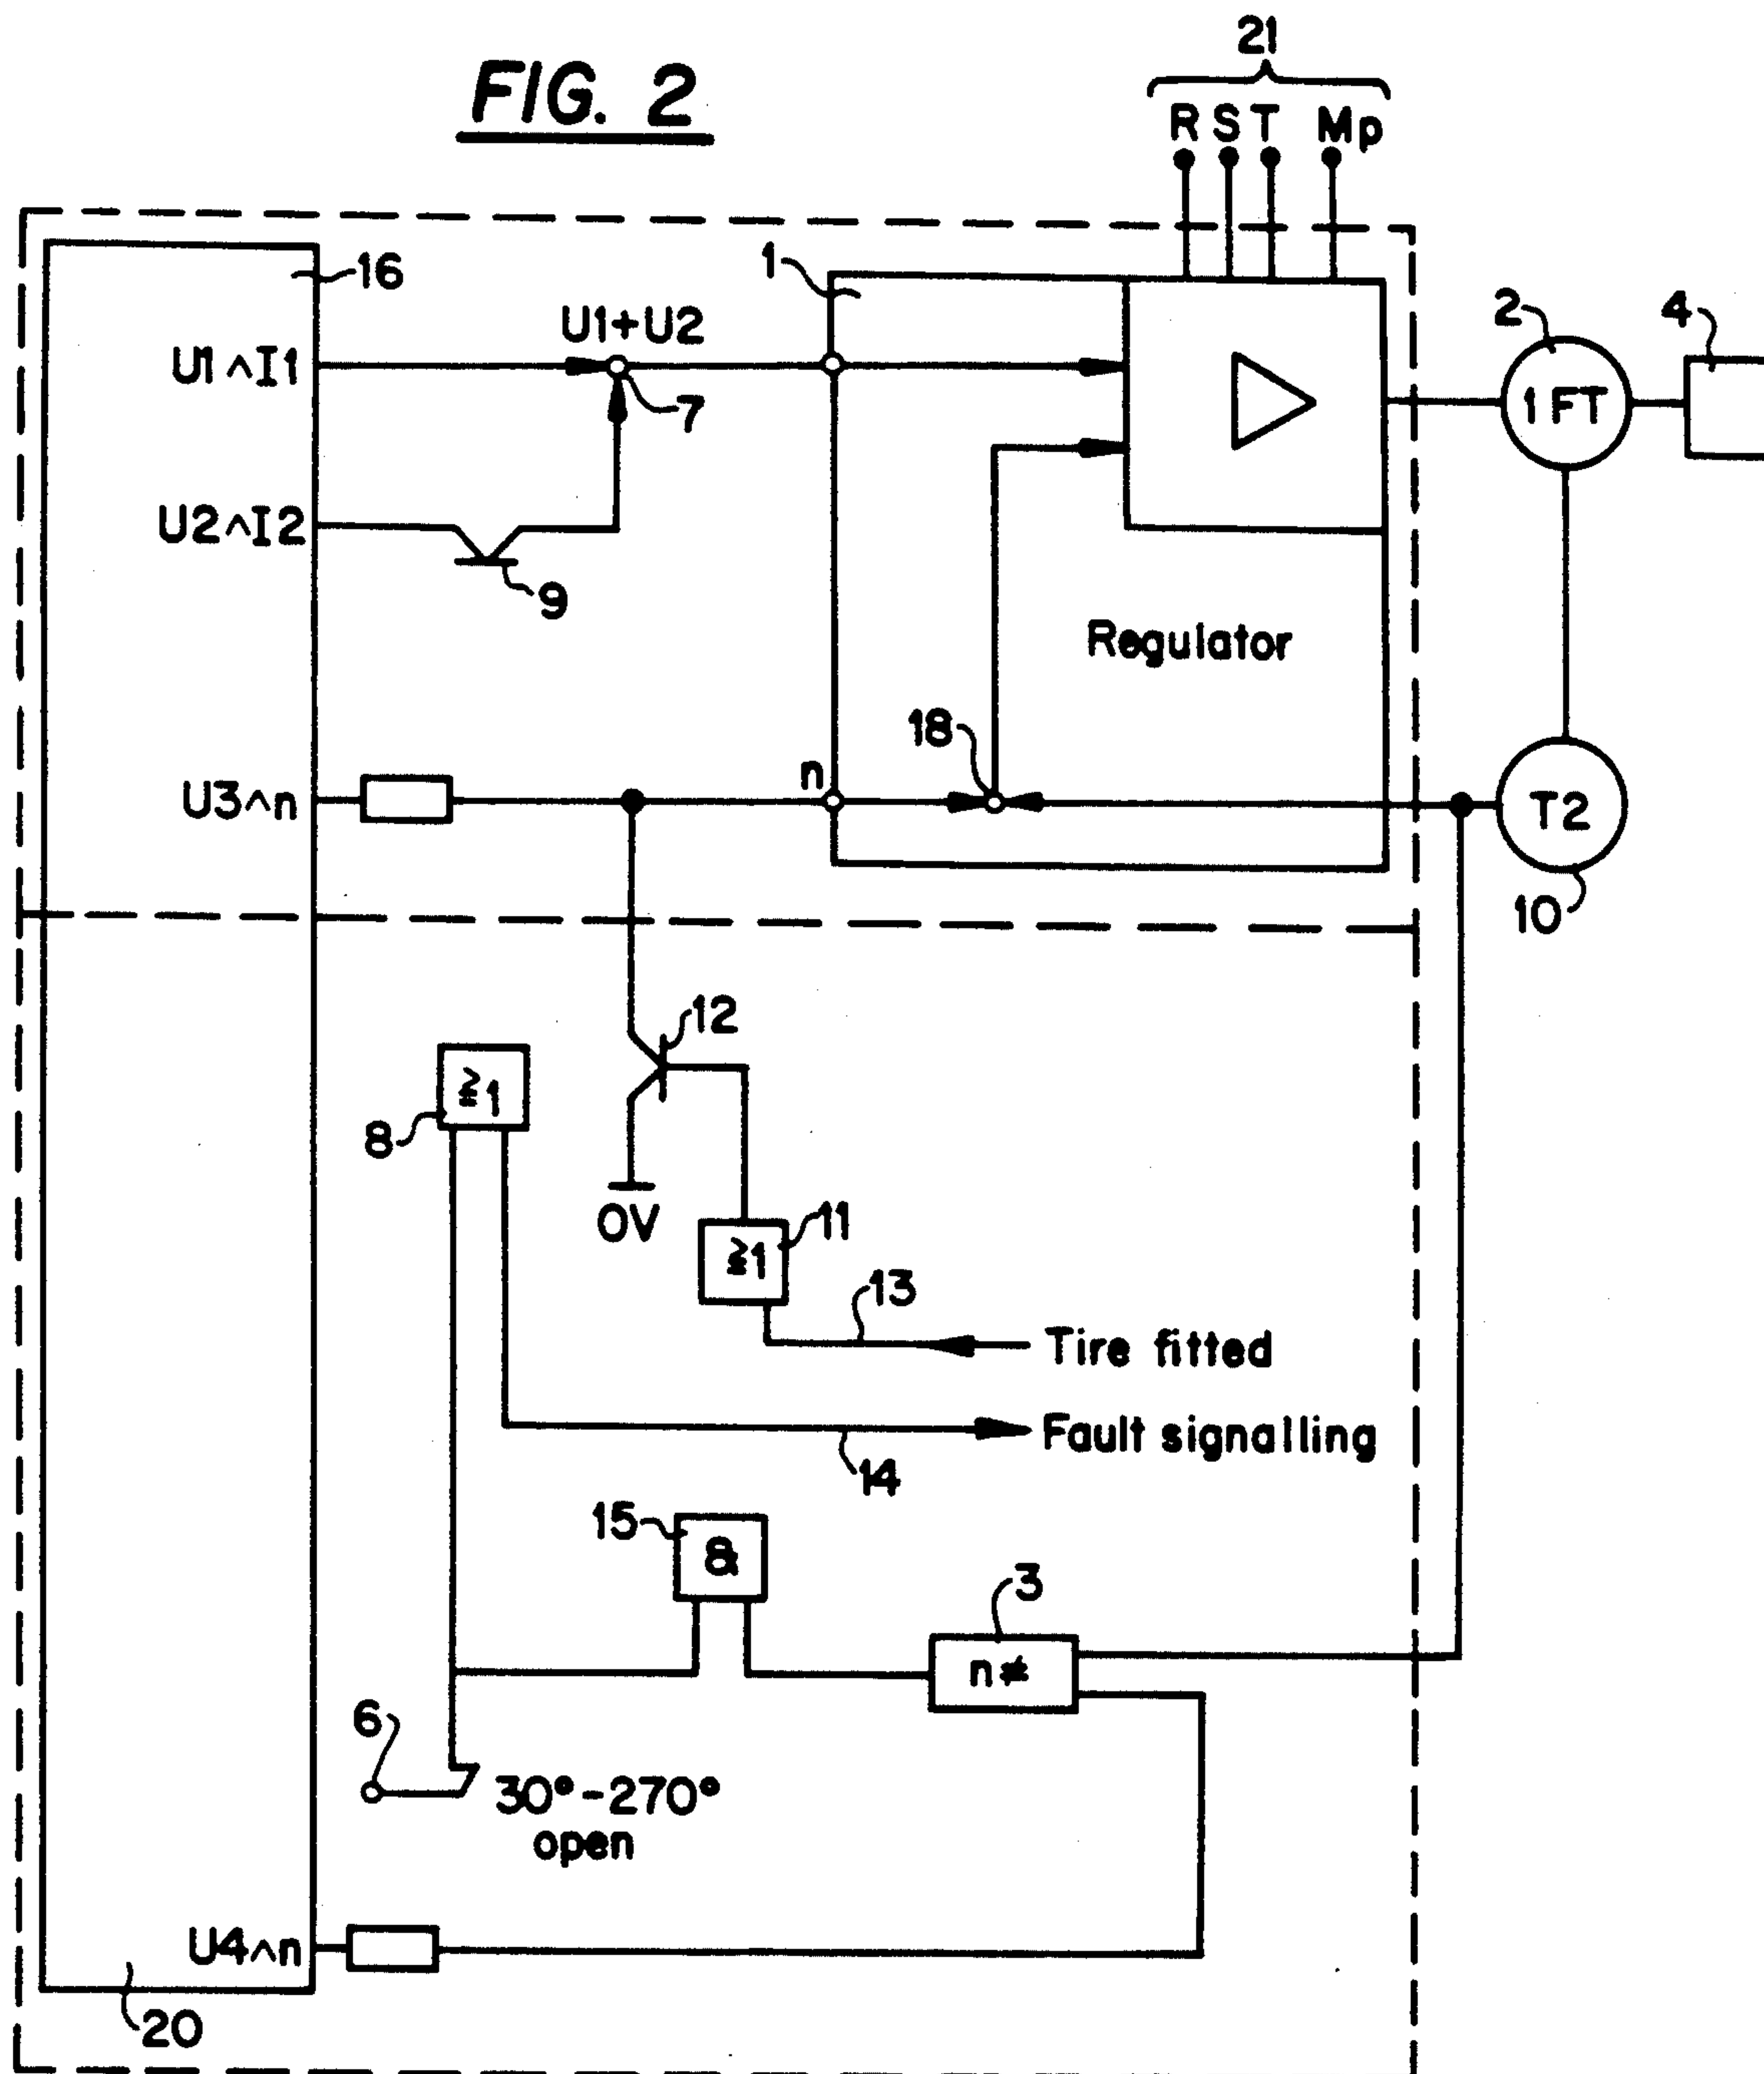 FIG. 2
21
R S T Mp
16
1
U1+U2
2
4
U1^I1
7
1 FT
U2^I2
9
Regulator
18
U3^n
n
T2
10
12
≥1
8
0V
11
≥1
13
Tire fitted
Fault signalling
14
15
&
3
n≠
6
30°-270°
open
U4^n
20